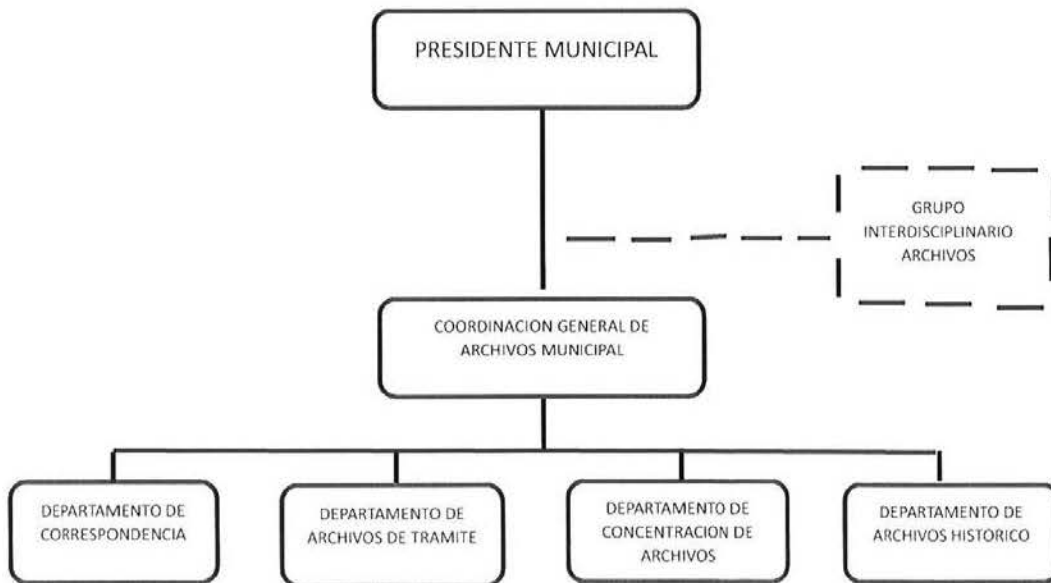 PRESIDENTE MUNICIPAL
GRUPO
INTERDISCIPLINARIO
ARCHIVOS
COORDINACION GENERAL DE
ARCHIVOS MUNICIPAL
DEPARTAMENTO DE
CORRESPONDENCIA
DEPARTAMENTO DE
ARCHIVOS DE TRAMITE
DEPARTAMENTO DE
CONCENTRACION DE
ARCHIVOS
DEPARTAMENTO DE
ARCHIVOS HISTORICO